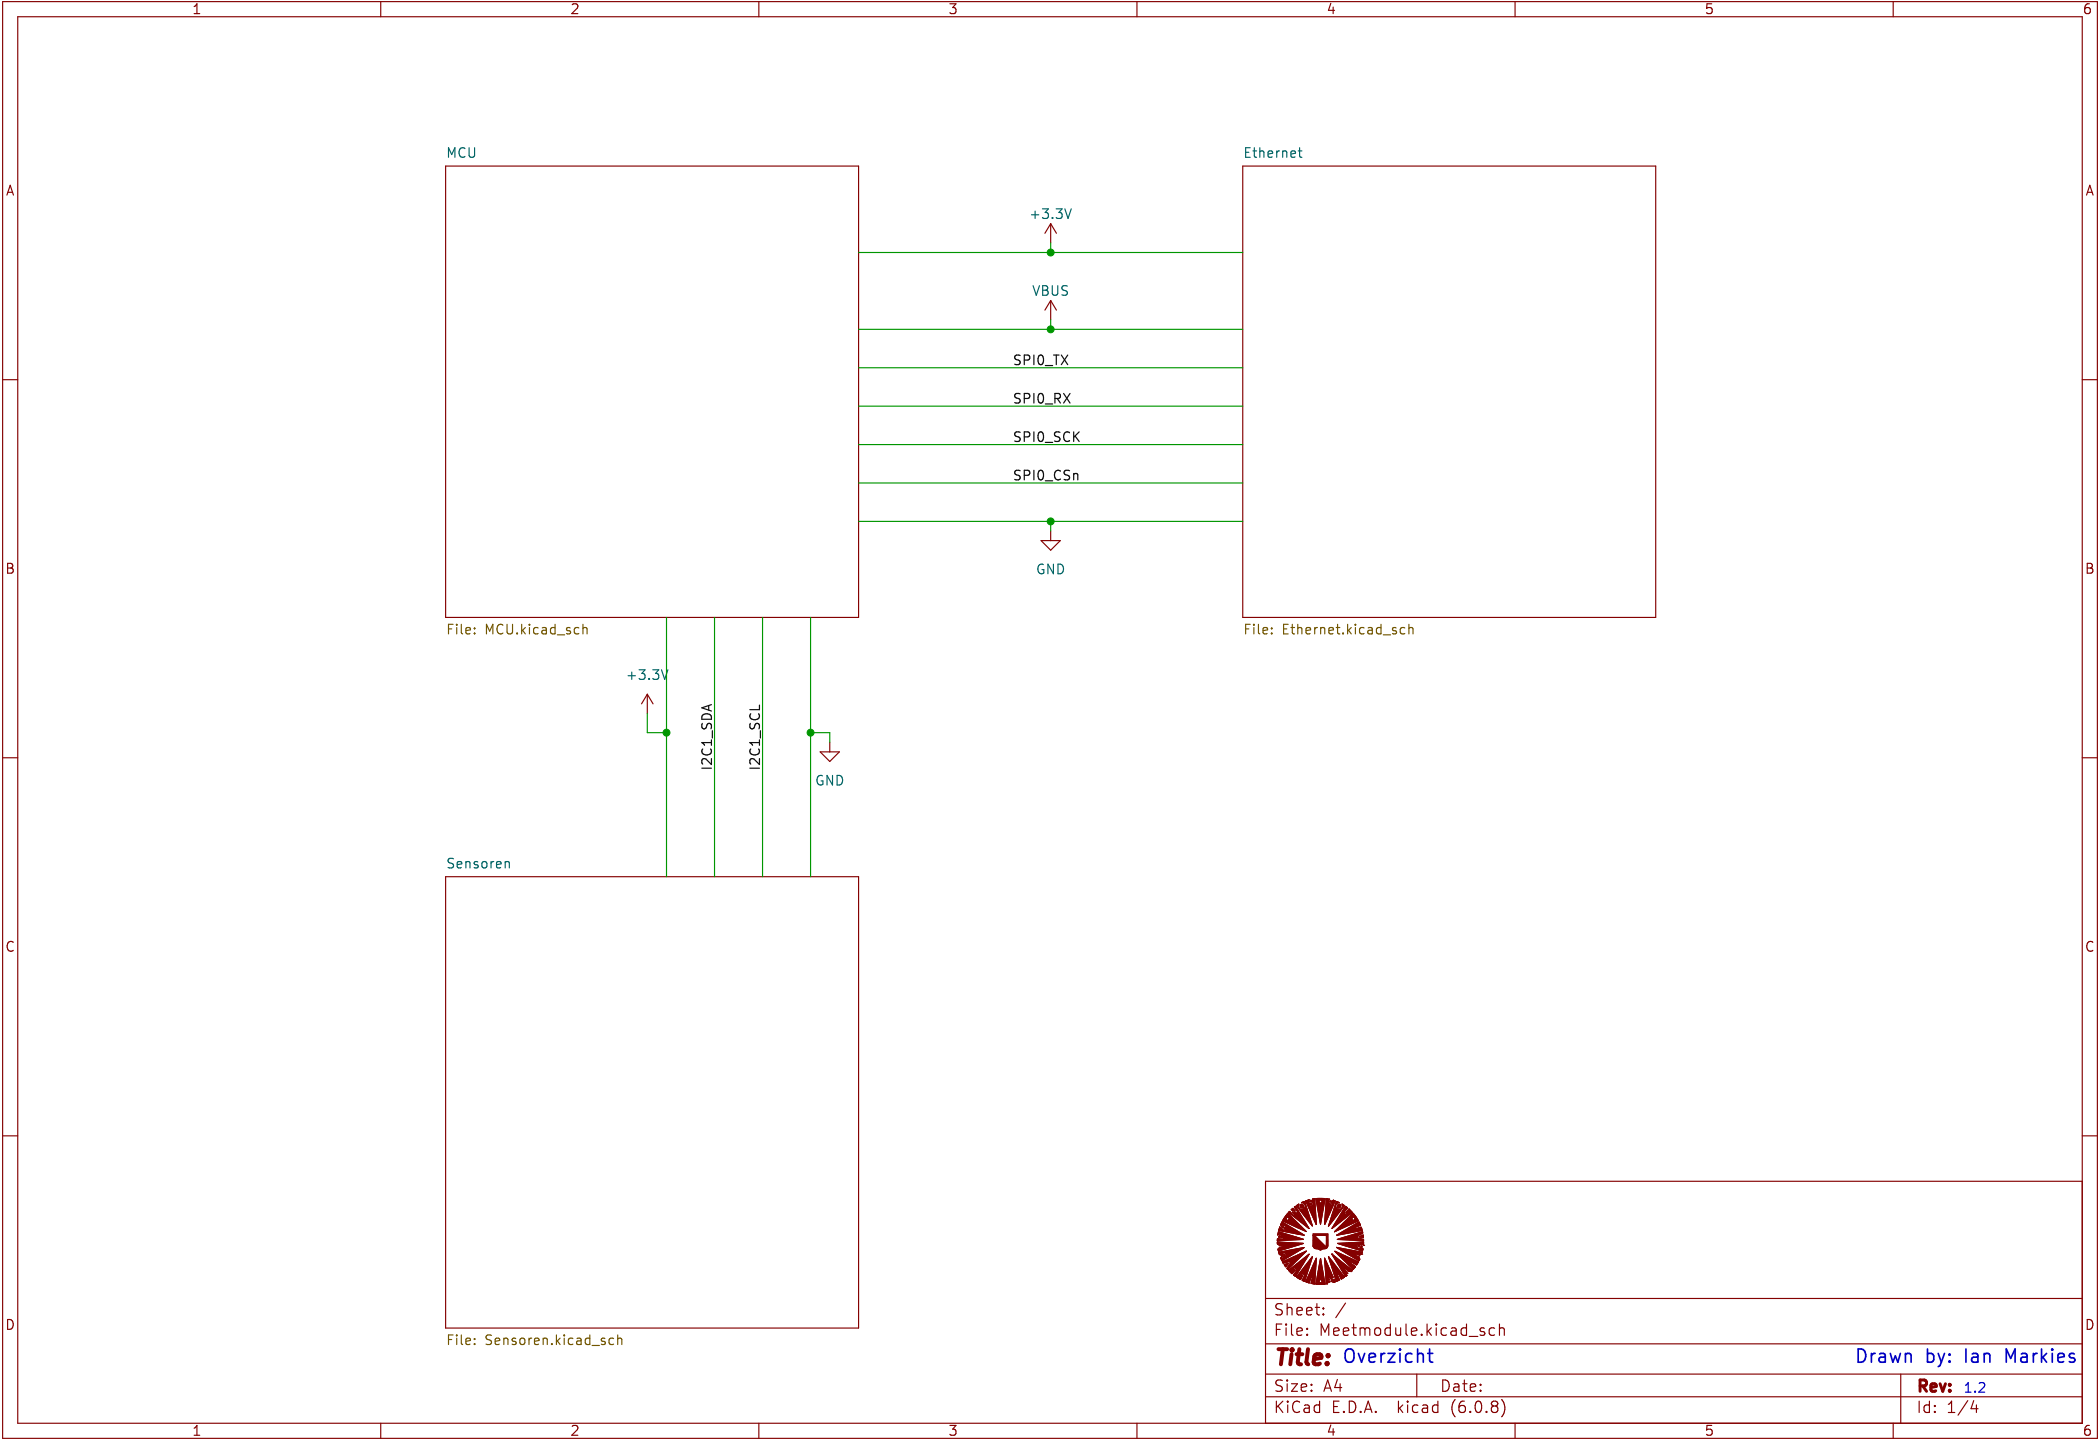 1 2 3 4 5 6
MCU
Ethernet
A
A
+3.3V
VBUS
SPI0_TX
SPI0_RX
SPI0_SCK
SPI0_CSn
GND
B
B
File: MCU.kicad_sch
File: Ethernet.kicad_sch
+3.3V
I2C1_SDA
I2C1_SCL
GND
Sensoren
C
C
File: Sensoren.kicad_sch
D
D
Sheet: /
File: Meetmodule.kicad_sch
Title: Overzicht Drawn by: Ian Markies
Size: A4 Date: Rev: 1.2
KiCad E.D.A. kicad (6.0.8) Id: 1/4
1 2 3 4 5 6